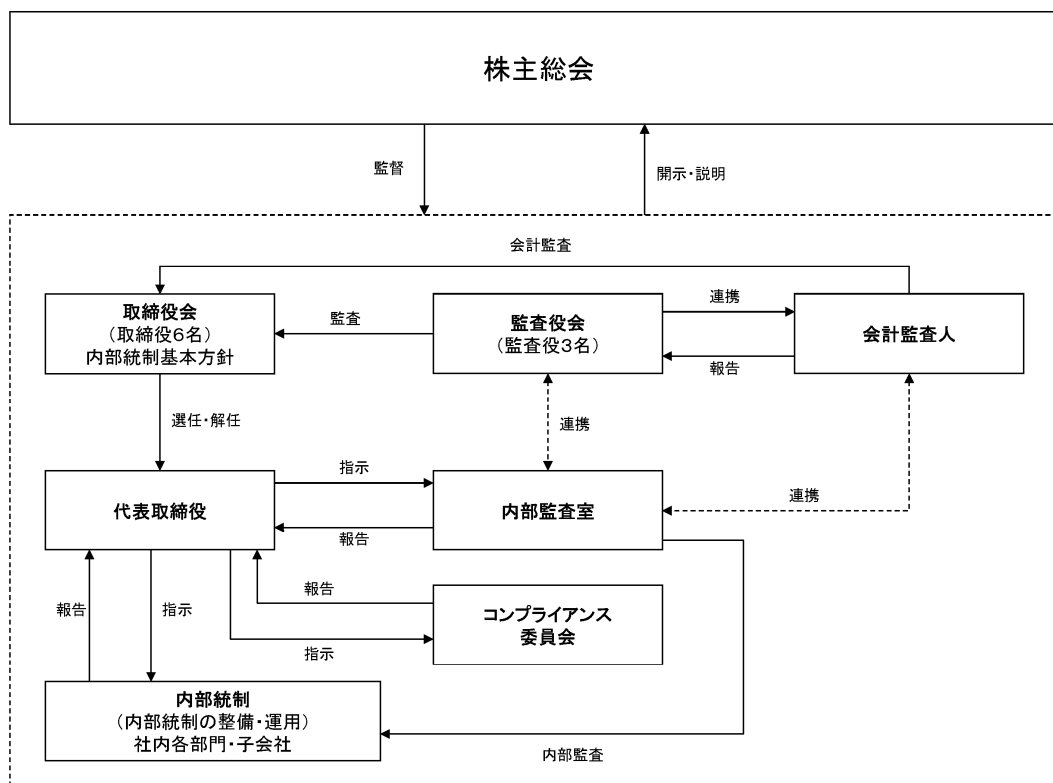 株主総会
監督
開示・説明
会計監査
取締役会
（取締役6名）
内部統制基本方針
監査
監査役会
（監査役3名）
連携
報告
会計監査人
選任・解任
連携
代表取締役
指示
報告
内部監査室
連携
報告
指示
報告
指示
コンプライアンス
委員会
内部統制
（内部統制の整備・運用）
社内各部門・子会社
内部監査